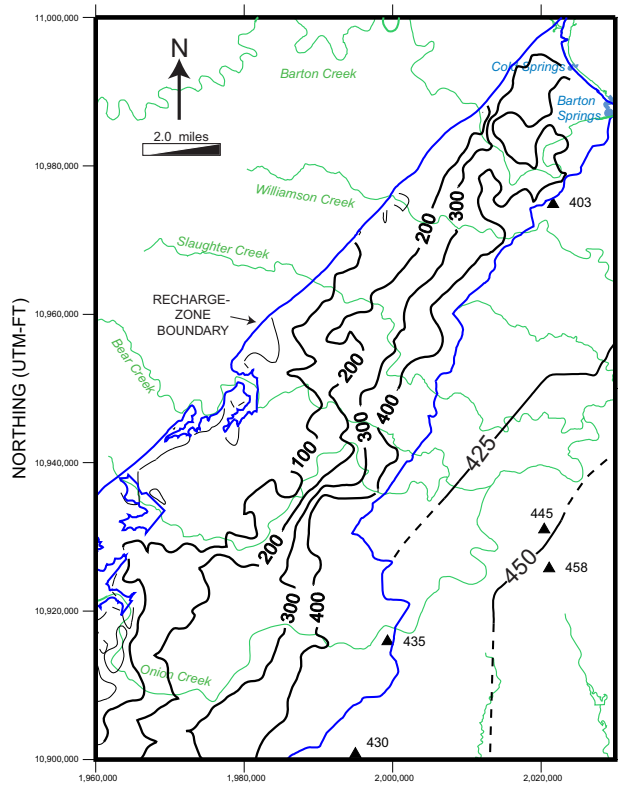 11,000,000
N
Cold Springs
Barton Creek
Barton
Springs
2.0 miles
10,980,000
Williamson Creek
403
300
200
Slaughter Creek
RECHARGE-
ZONE
BOUNDARY
10,960,000
Bear Creek
200
400
300
425
100
10,940,000
NORTHING (UTM-FT)
445
200
450
458
300
400
10,920,000
435
Onion Creek
430
10,900,000
1,960,000
1,980,000
2,000,000
2,020,000